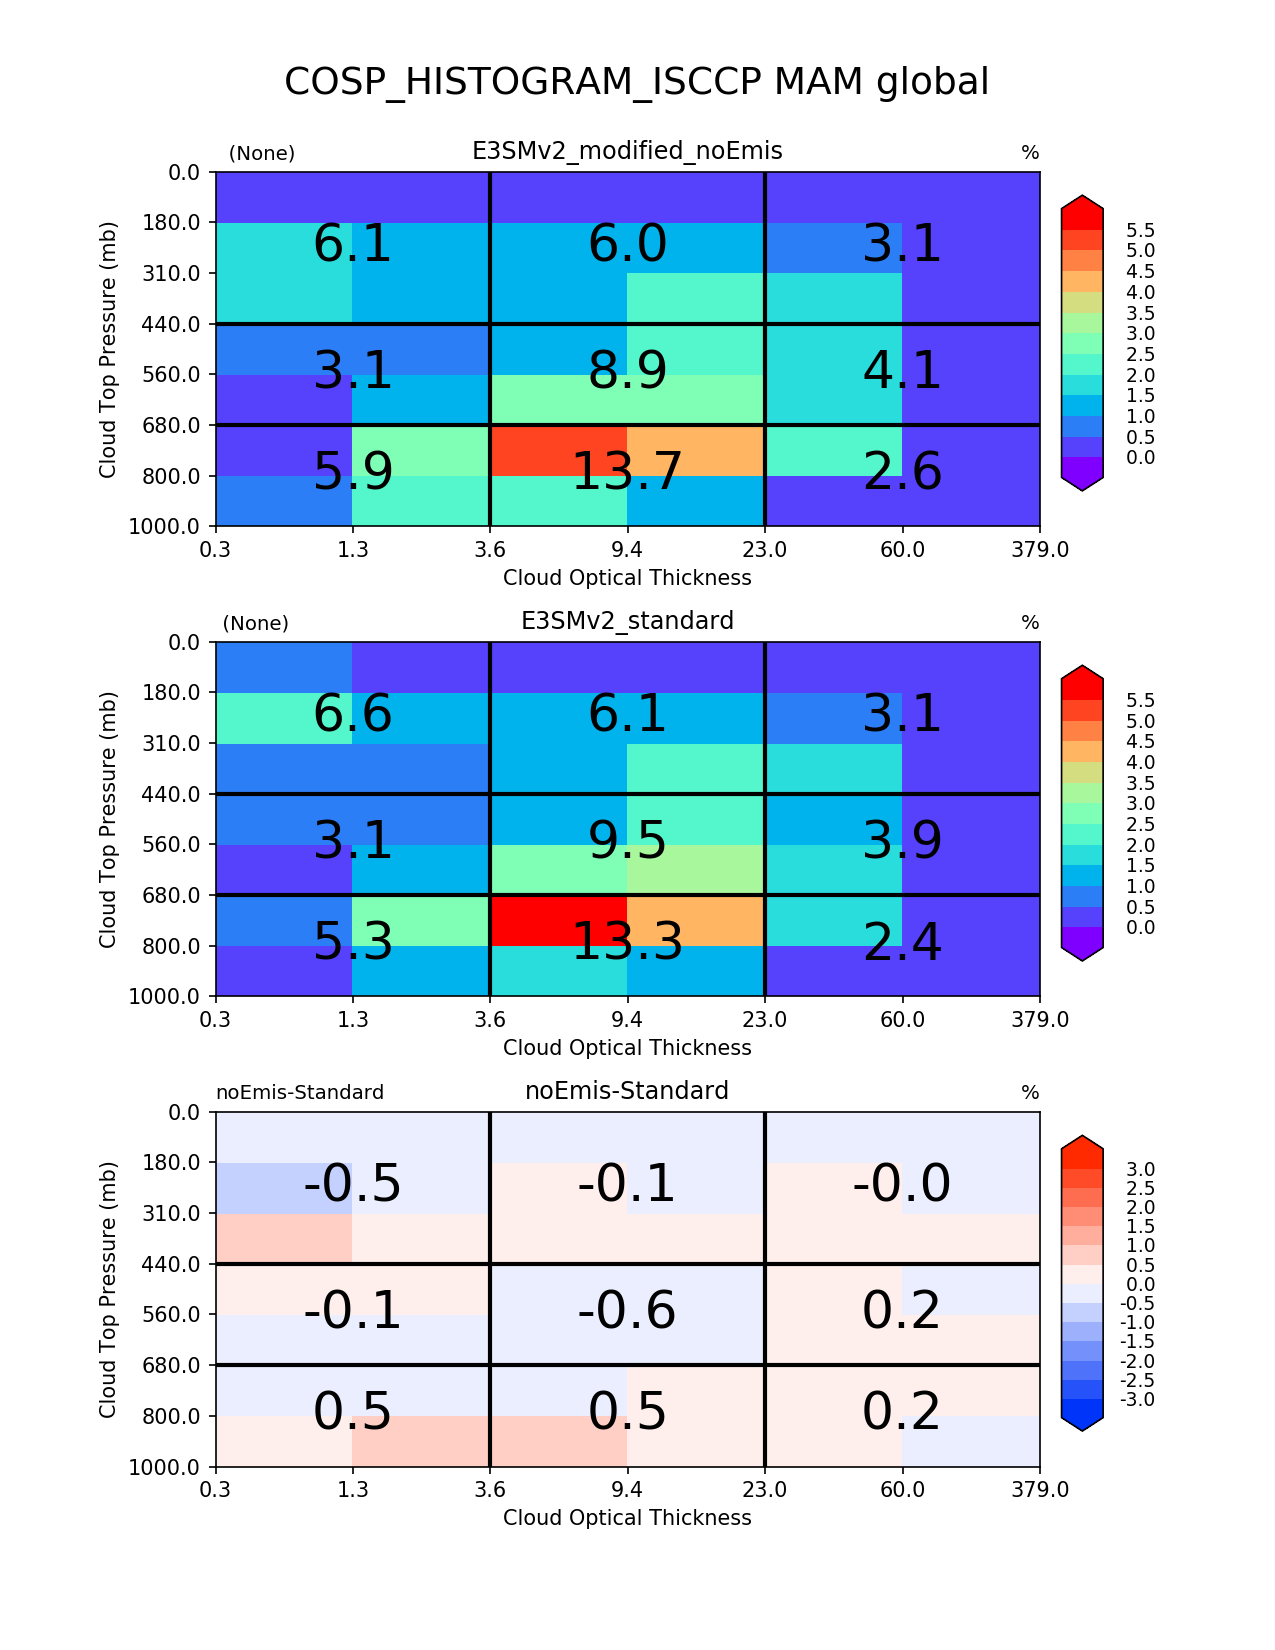 COSP_HISTOGRAM_ISCCP MAM global
(None) E3SMv2_modified_noEmis %
0.0
180.0
310.0
440.0
560.0
680.0
800.0
1000.0
Cloud Top Pressure (mb)
6.1 6.0 3.1
3.1 8.9 4.1
5.9 13.7 2.6
0.3 1.3 3.6 9.4 23.0 60.0 379.0
Cloud Optical Thickness
5.5
5.0
4.5
4.0
3.5
3.0
2.5
2.0
1.5
1.0
0.5
0.0
(None) E3SMv2_standard %
0.0
180.0
310.0
440.0
560.0
680.0
800.0
1000.0
Cloud Top Pressure (mb)
6.6 6.1 3.1
3.1 9.5 3.9
5.3 13.3 2.4
0.3 1.3 3.6 9.4 23.0 60.0 379.0
Cloud Optical Thickness
5.5
5.0
4.5
4.0
3.5
3.0
2.5
2.0
1.5
1.0
0.5
0.0
noEmis-Standard noEmis-Standard %
0.0
180.0
310.0
440.0
560.0
680.0
800.0
1000.0
Cloud Top Pressure (mb)
-0.5 -0.1 -0.0
-0.1 -0.6 0.2
0.5 0.5 0.2
0.3 1.3 3.6 9.4 23.0 60.0 379.0
Cloud Optical Thickness
3.0
2.5
2.0
1.5
1.0
0.5
0.0
-0.5
-1.0
-1.5
-2.0
-2.5
-3.0